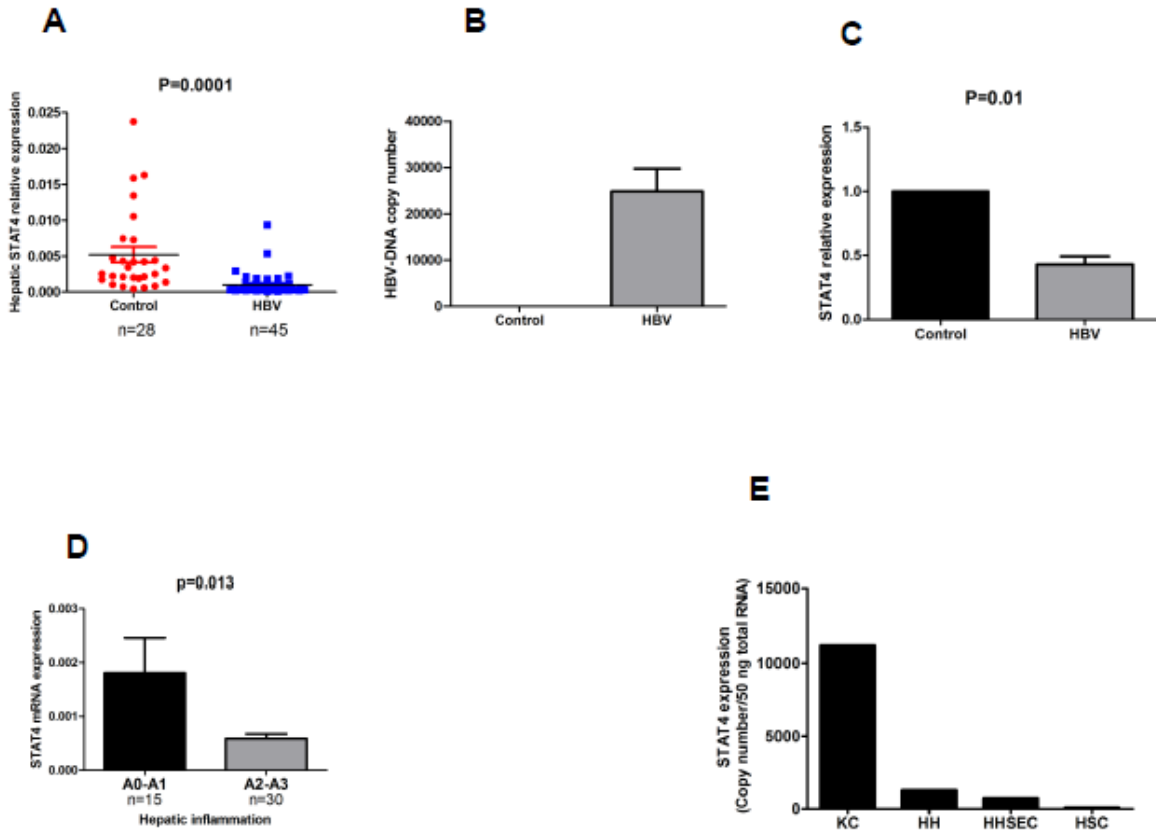 A
P=0.0001
Hepatic STAT4 relative expression
0.025
0.020
0.015
0.010
0.005
0.000
Control
HBV
n=28
n=45
B
HBV-DNA copy number
40000
30000
20000
10000
0
Control
HBV
C
P=0.01
STAT4 relative expression
1.5
1.0
0.5
0.0
Control
HBV
D
p=0.013
STAT4 mRNA expression
0.003
0.002
0.001
0.000
A0-A1
A2-A3
n=15
n=30
Hepatic inflammation
E
STAT4 expression
(Copy number/50 ng total RNA)
15000
10000
5000
0
KC
HH
HHSEC
HSC